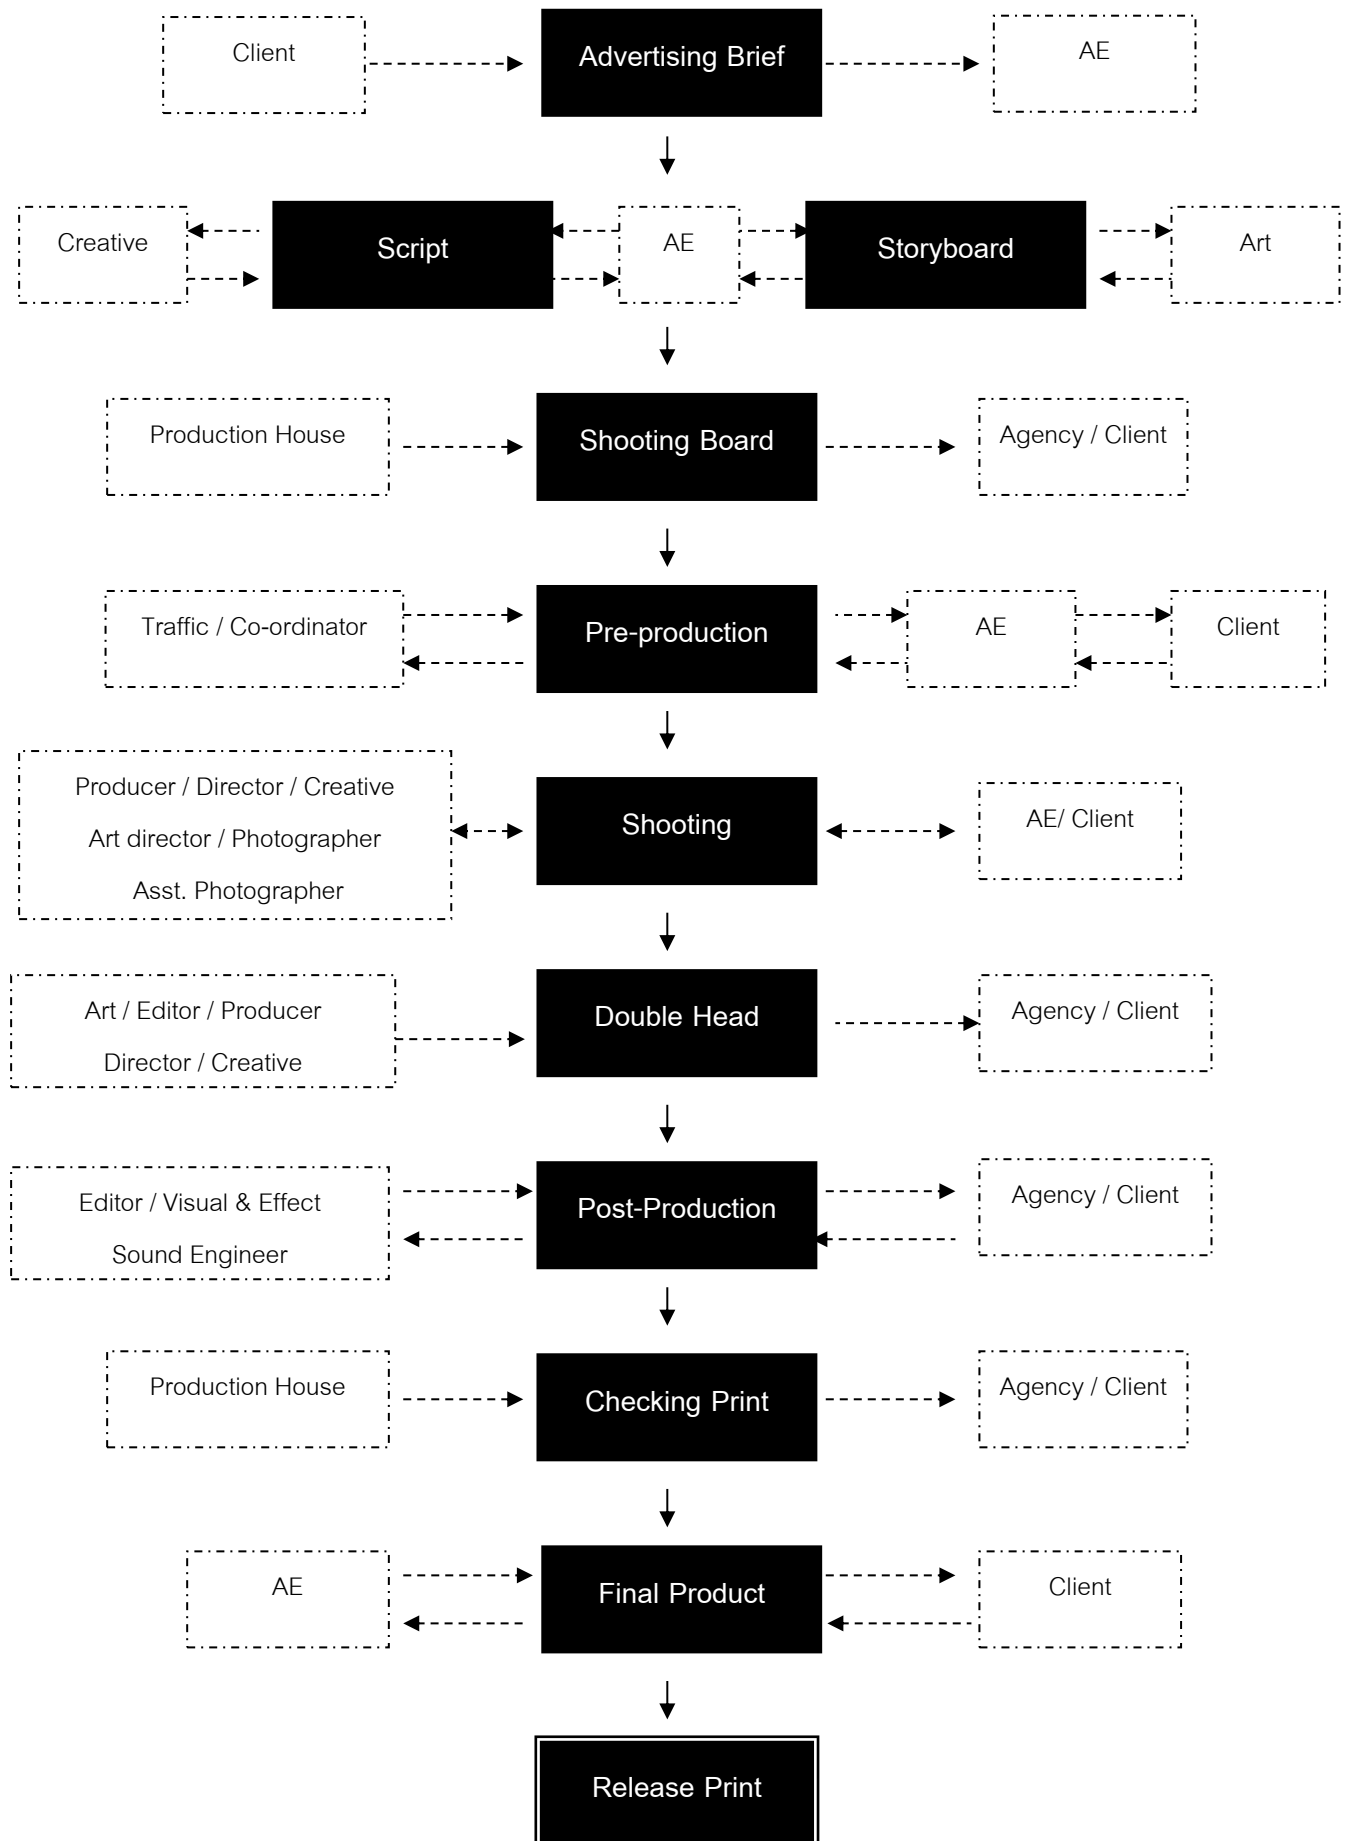 Client
Advertising Brief
AE
Creative
Script
AE
Storyboard
Art
Production House
Shooting Board
Agency / Client
Traffic / Co-ordinator
Pre-production
AE
Client
Producer / Director / Creative
Art director / Photographer
Asst. Photographer
Shooting
AE/ Client
Art / Editor / Producer
Director / Creative
Double Head
Agency / Client
Editor / Visual & Effect
Sound Engineer
Post-Production
Agency / Client
Production House
Checking Print
Agency / Client
AE
Final Product
Client
Release Print